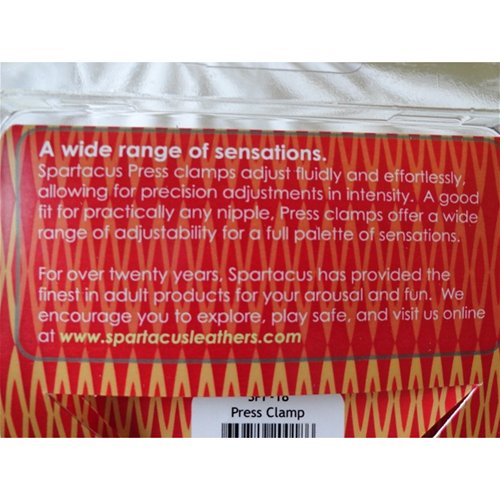 A wide range of sensations.
Spartacus Press clamps adjust fluidly and effortlessly,
allowing for precision adjustments in intensity. A good
fit for practically any nipple, Press clamps offer a wide
range of adjustability for a full palette of sensations.
For over twenty years, Spartacus has provided the
finest in adult products for your arousal and fun. We
encourage you to explore, play safe, and visit us online
at www.spartacusleathers.com
Press Clamp